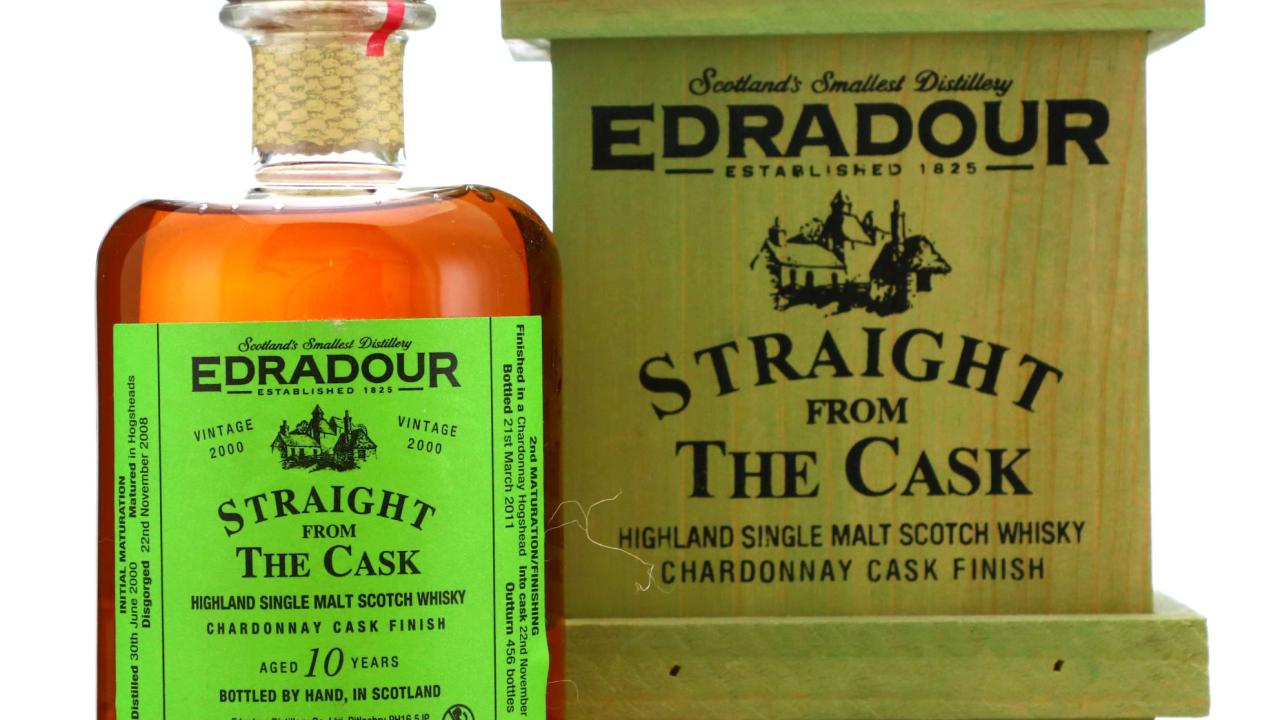 Scotland's Smallest Distillery
EDRADOUR
ESTABLISHED 1825
VINTAGE
2000
VINTAGE
2000
STRAIGHT
FROM
THE CASK
HIGHLAND SINGLE MALT SCOTCH WHISKY
CHARDONNAY CASK FINISH
AGED 10 YEARS
BOTTLED BY HAND, IN SCOTLAND
INITIAL MATURATION
Distilled 30th June 2000 Matured in Hogsheads
Disgorged 22nd November 2008
2nd MATURATION/FINISHING
Finished in a Chardonnay Hogshead Into cask 22nd November
Bottled 21st March 2011 Outturn 456 bottles
Scotland's Smallest Distillery
EDRADOUR
ESTABLISHED 1825
STRAIGHT
FROM
THE CASK
HIGHLAND SINGLE MALT SCOTCH WHISKY
CHARDONNAY CASK FINISH